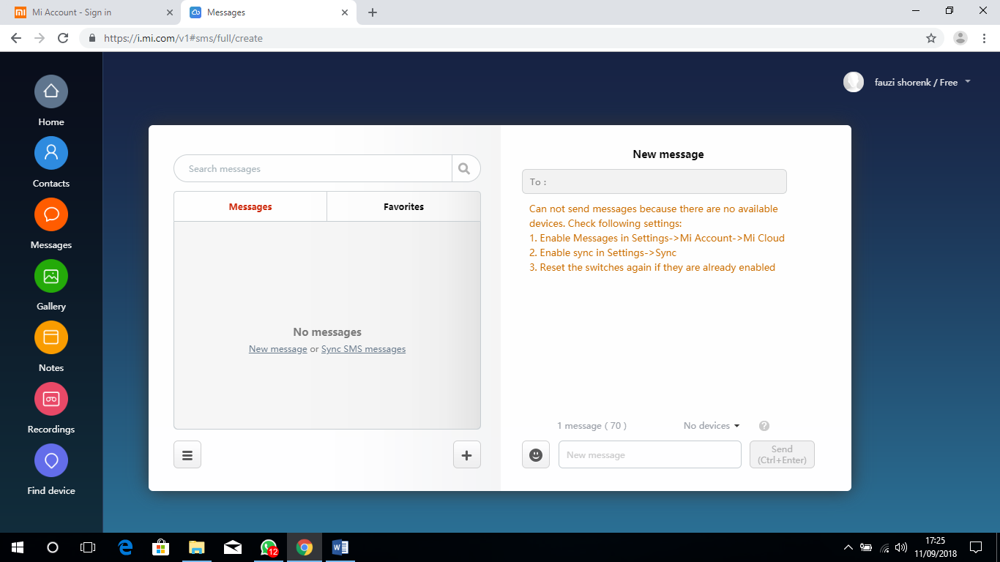 Mi Account - Sign in
Messages
https://i.mi.com/v1#sms/full/create
fauzi shorenk / Free
Home
Contacts
Messages
Gallery
Notes
Recordings
Find device
Search messages
Messages
Favorites
No messages
New message or Sync SMS messages
New message
To :
Can not send messages because there are no available
devices. Check following settings:
1. Enable Messages in Settings->Mi Account->Mi Cloud
2. Enable sync in Settings->Sync
3. Reset the switches again if they are already enabled
1 message ( 70 )
No devices
?
New message
Send
(Ctrl+Enter)
12
17:25
11/09/2018